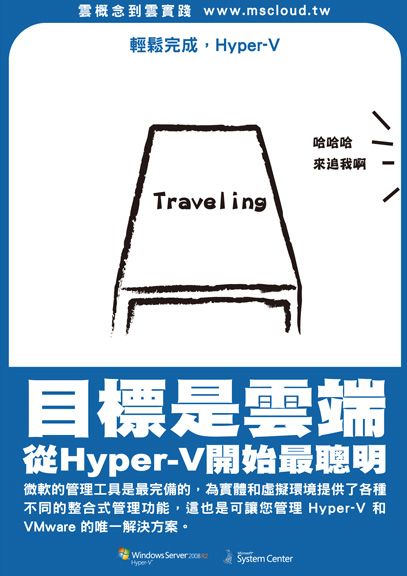 雲概念到雲實踐 www.mscloud.tw
輕鬆完成，Hyper-V
哈哈哈
來追我啊
Traveling
目標是雲端
從Hyper-V開始最聰明
微軟的管理工具是最完備的，為實體和虛擬環境提供了各種
不同的整合式管理功能，這也是可讓您管理 Hyper-V 和
VMware 的唯一解決方案。
Windows Server 2008 R2
Hyper-V
Microsoft
System Center